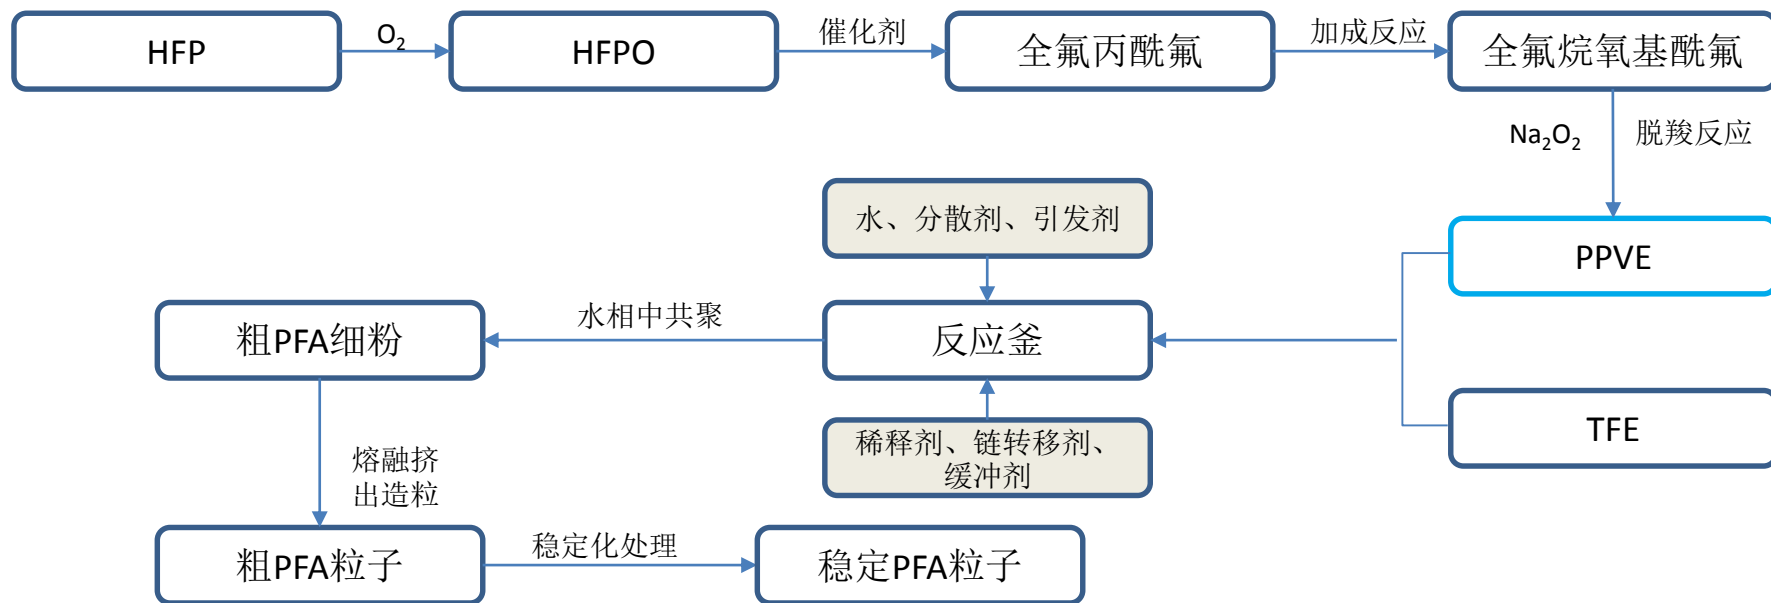 HFP
O₂
HFPO
催化剂
全氟丙酰氟
加成反应
全氟烷氧基酰氟
Na₂O₂
脱羧反应
水、分散剂、引发剂
PPVE
粗PFA细粉
水相中共聚
反应釜
TFE
稀释剂、链转移剂、
缓冲剂
熔融挤
出造粒
粗PFA粒子
稳定化处理
稳定PFA粒子